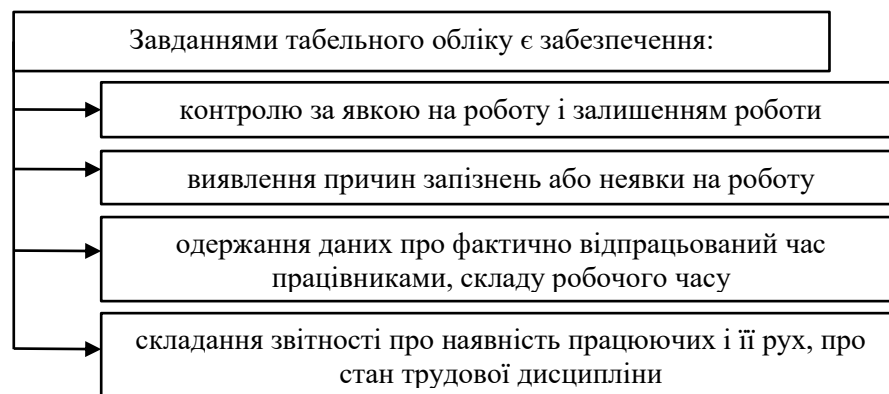 Завданнями табельного обліку є забезпечення:
контролю за явкою на роботу і залишенням роботи
виявлення причин запізнень або неявки на роботу
одержання даних про фактично відпрацьований час
працівниками, складу робочого часу
складання звітності про наявність працюючих і її рух, про
стан трудової дисципліни